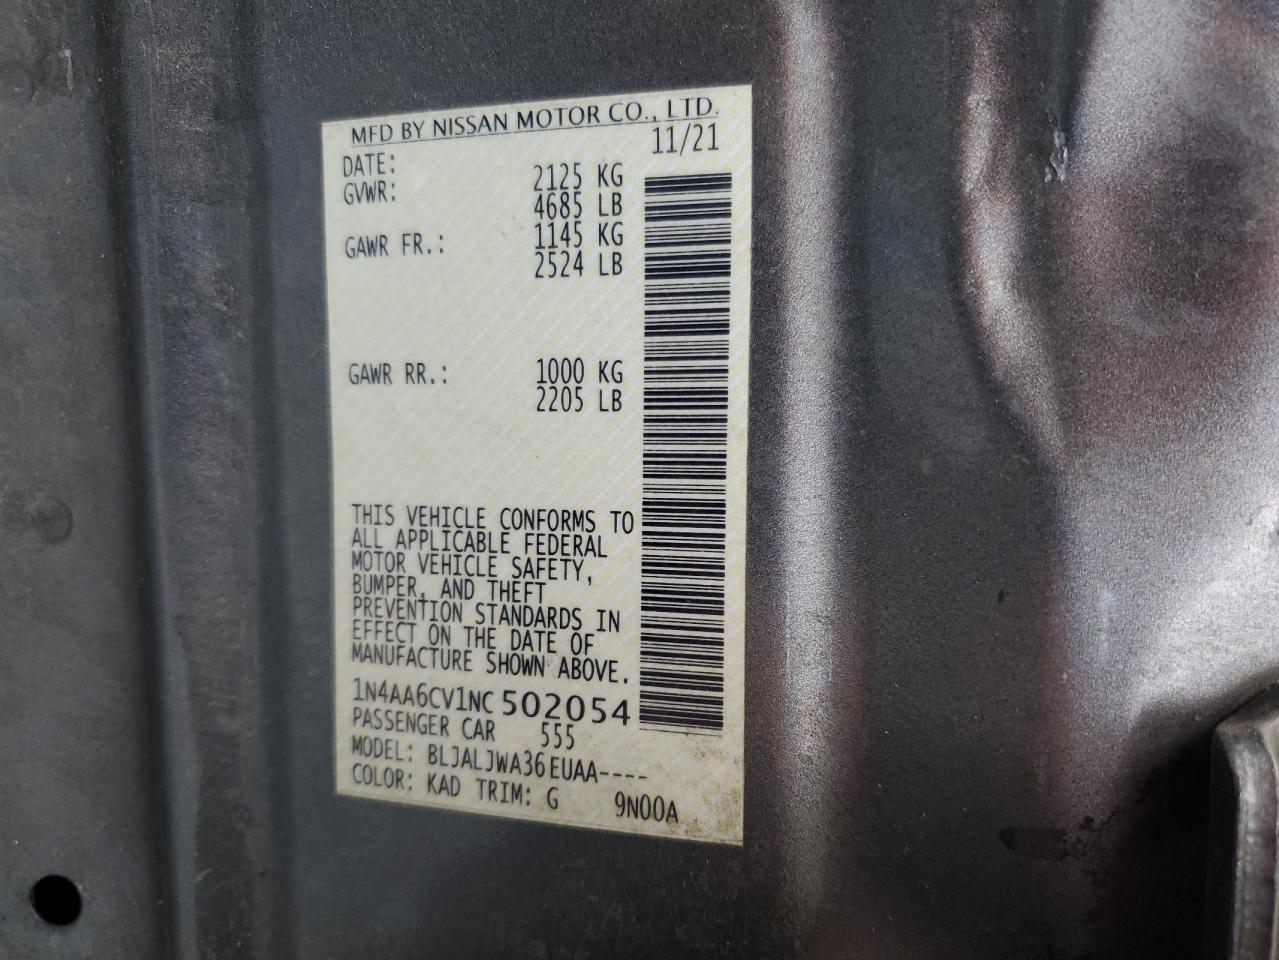 MFD BY NISSAN MOTOR CO., LTD.
DATE: 11/21
GVWR: 2125 KG
4685 LB
GAWR FR.: 1145 KG
2524 LB
GAWR RR.: 1000 KG
2205 LB
THIS VEHICLE CONFORMS TO
ALL APPLICABLE FEDERAL
MOTOR VEHICLE SAFETY,
BUMPER, AND THEFT
PREVENTION STANDARDS IN
EFFECT ON THE DATE OF
MANUFACTURE SHOWN ABOVE.
1N4AA6CV1NC502054
PASSENGER CAR 555
MODEL: BLJALJWA36EUAA----
COLOR: KAD TRIM: G 9N00A